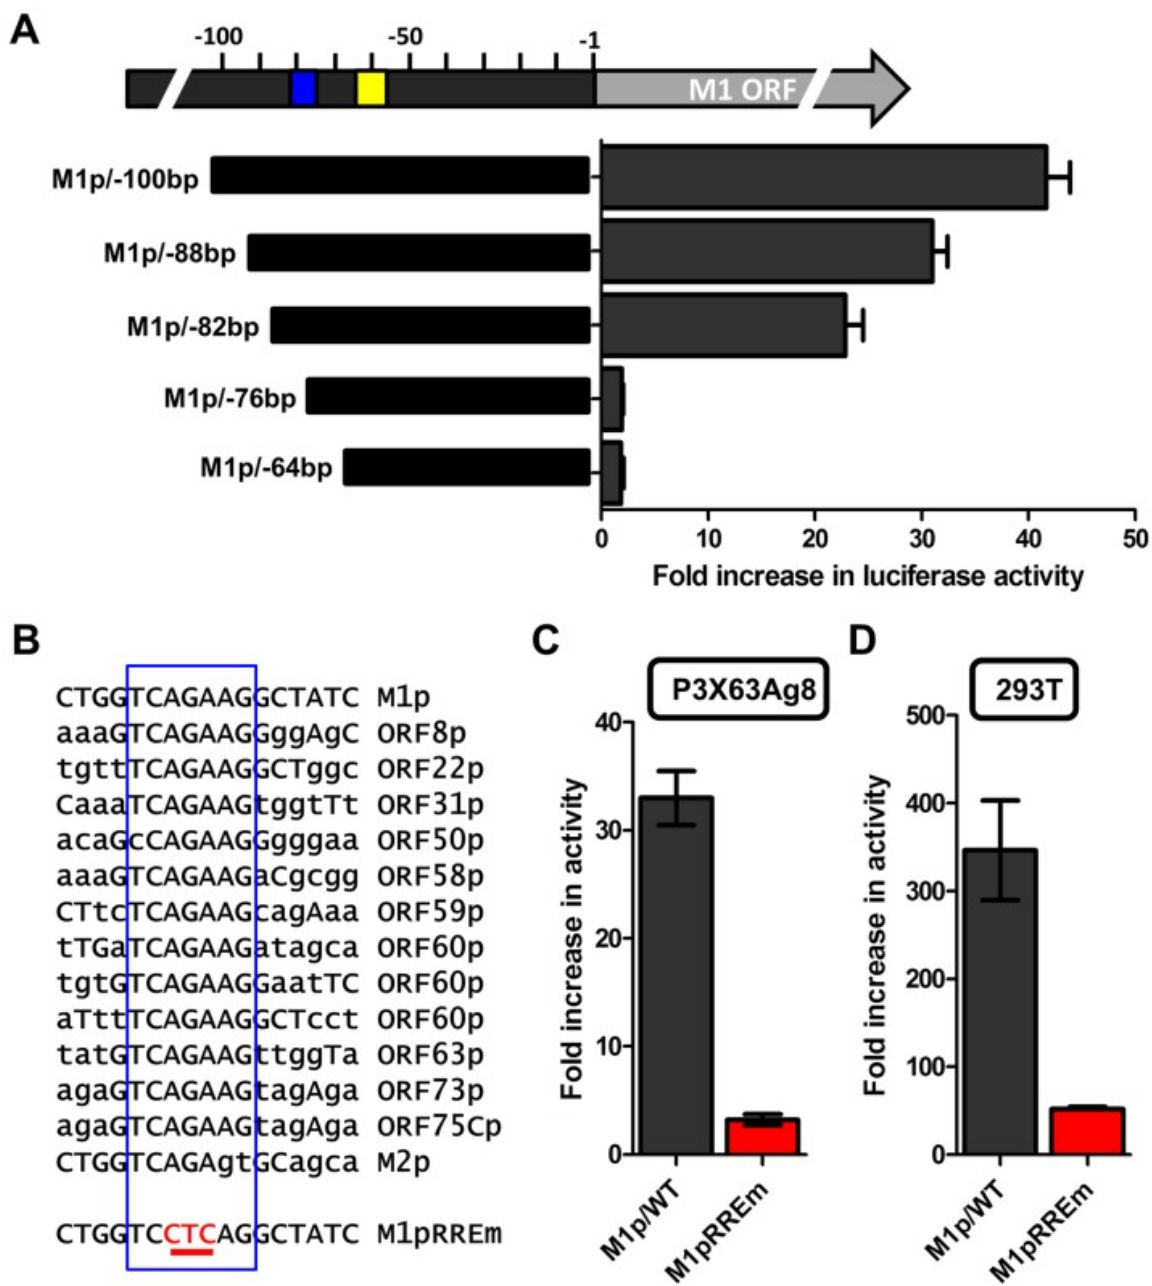 A
-100 -50 -1
M1 ORF
M1p/-100bp
M1p/-88bp
M1p/-82bp
M1p/-76bp
M1p/-64bp
0 10 20 30 40 50
Fold increase in luciferase activity
B
CTGGTCAGAAGGCTATC M1p
aaaGTCAGAAGGggAgC ORF8p
tgttTCAGAAGGCTggc ORF22p
CaaaTCAGAAGtggtTt ORF31p
acaGcCAGAAGGgggaa ORF50p
aaaGTCAGAAGaCgcgg ORF58p
CTtcTCAGAAGcagAaa ORF59p
tTGaTCAGAAGatagca ORF60p
tgtGTCAGAAGGaatTC ORF60p
aTttTCAGAAGGCTcct ORF60p
tatGTCAGAAGttggTa ORF63p
agaGTCAGAAGtagAga ORF73p
agaGTCAGAAGtagAga ORF75Cp
CTGGTCAGAgtGCagca M2p
CTGGTCCTCAGGCTATC M1pRREm
C
P3X63Ag8
Fold increase in activity
40
30
20
10
0
M1p/WT
M1pRREm
D
293T
Fold increase in activity
500
400
300
200
100
0
M1p/WT
M1pRREm